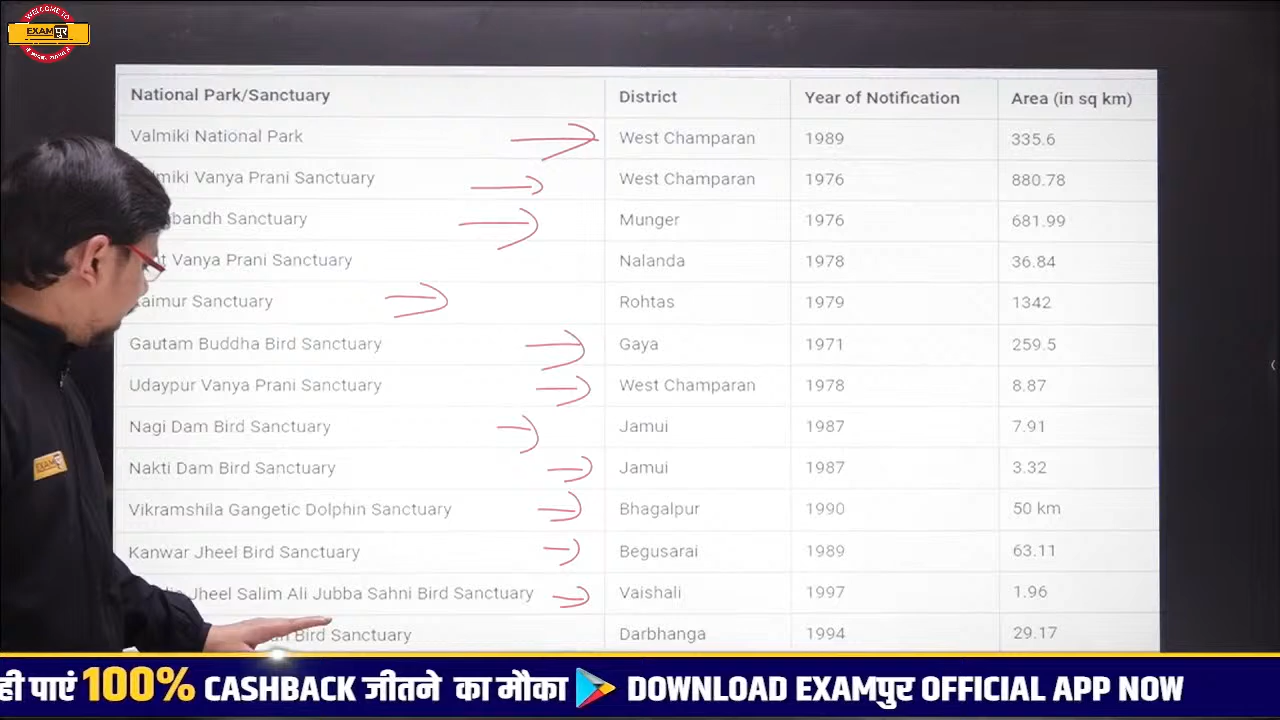 WELCOME TO
EXAMपुर
National Park/Sanctuary District Year of Notification Area (in sq km)
Valmiki National Park West Champaran 1989 335.6
Vanya Prani Sanctuary West Champaran 1976 880.78
Sanctuary Munger 1976 681.99
Vanya Prani Sanctuary Nalanda 1978 36.84
Sanctuary Rohtas 1979 1342
Gautam Buddha Bird Sanctuary Gaya 1971 259.5
Udaypur Vanya Prani Sanctuary West Champaran 1978 8.87
Nagi Dam Bird Sanctuary Jamui 1987 7.91
Nakti Dam Bird Sanctuary Jamui 1987 3.32
Vikramshila Gangetic Dolphin Sanctuary Bhagalpur 1990 50 km
Kanwar Jheel Bird Sanctuary Begusarai 1989 63.11
Jheel Salim Ali Jubba Sahni Bird Sanctuary Vaishali 1997 1.96
Bird Sanctuary Darbhanga 1994 29.17
EXAMपुर
ही पाएं 100% CASHBACK जीतने का मौका DOWNLOAD EXAMपुर OFFICIAL APP NOW